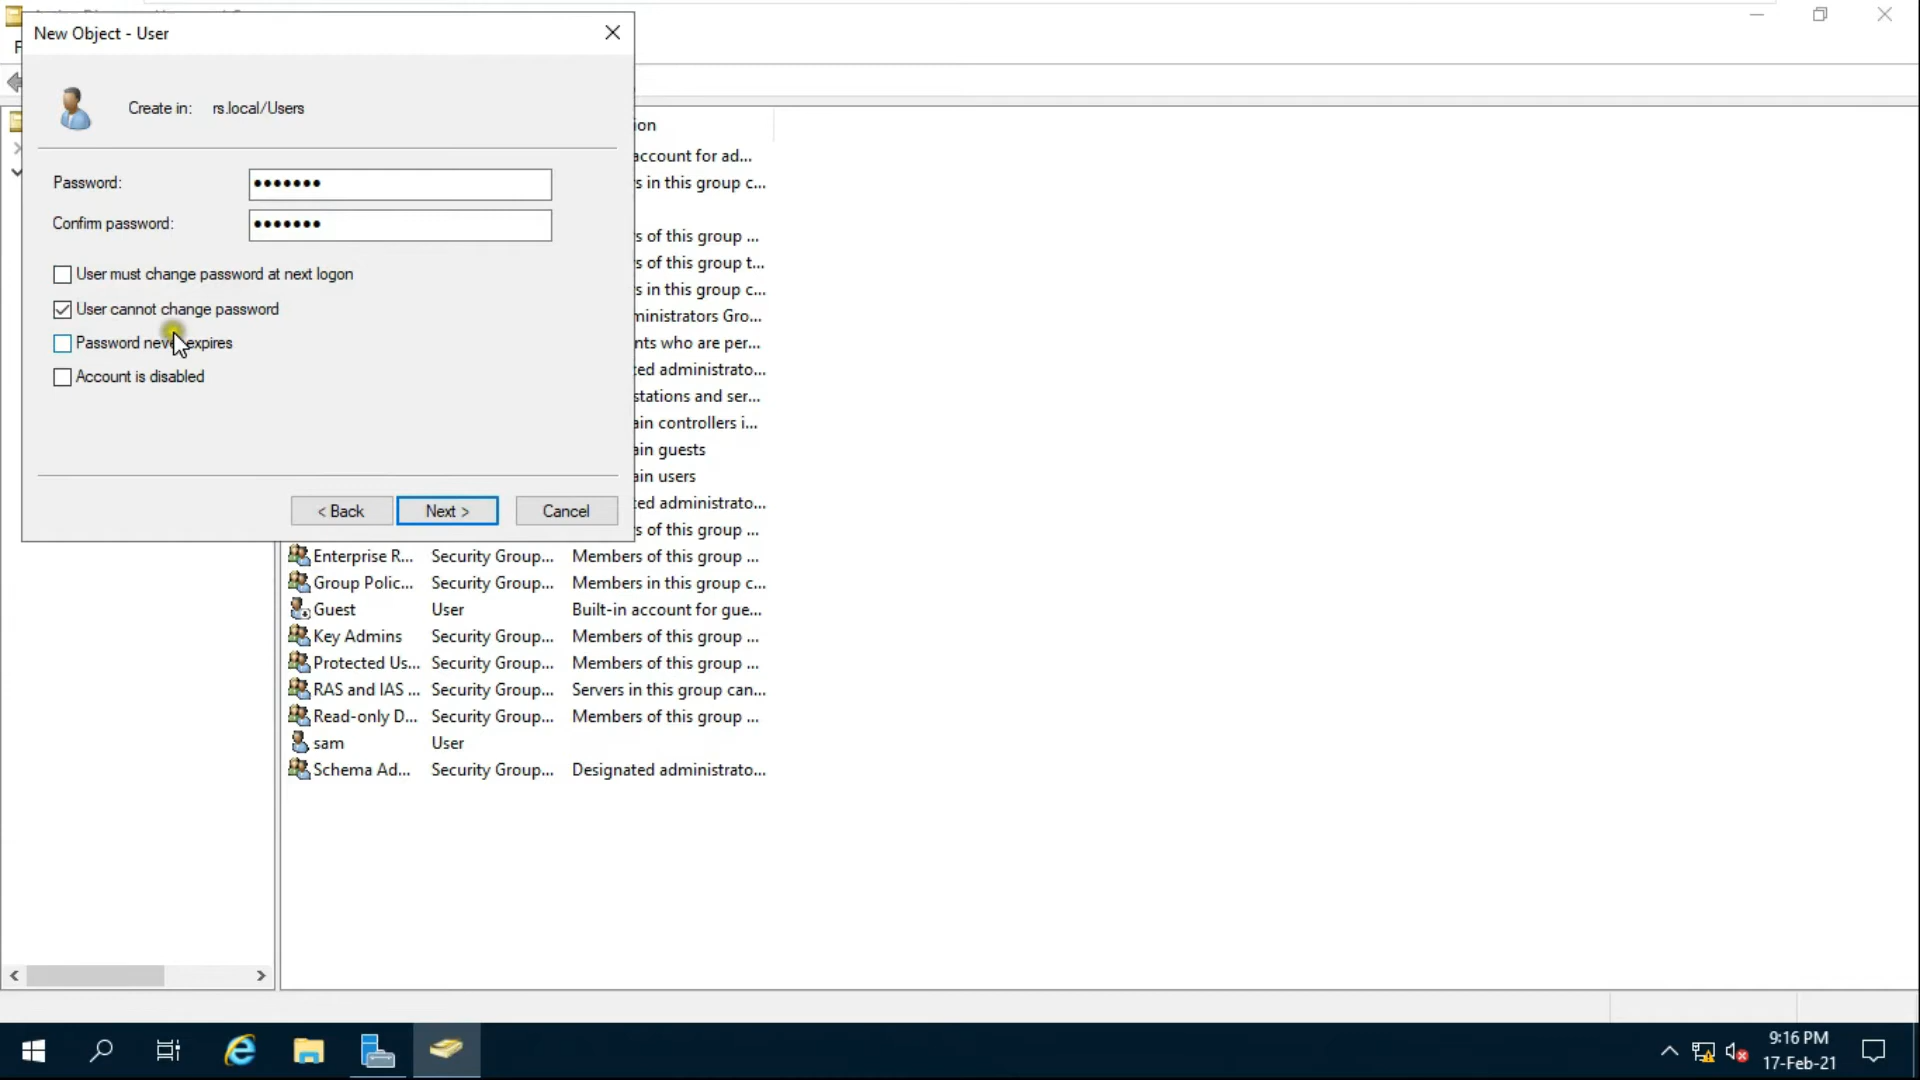 New Object - User
Create in: rs.local/Users
Password:
Confirm password:
User must change password at next logon
User cannot change password
Password never expires
Account is disabled
< Back Next > Cancel
ion
account for ad...
s in this group c...
s of this group ...
s of this group t...
s in this group c...
ministrators Gro...
nts who are per...
ted administrato...
stations and ser...
ain controllers i...
ain guests
ain users
ted administrato...
s of this group ...
Enterprise R... Security Group... Members of this group ...
Group Polic... Security Group... Members in this group c...
Guest User Built-in account for gue...
Key Admins Security Group... Members of this group ...
Protected Us... Security Group... Members of this group ...
RAS and IAS ... Security Group... Servers in this group can...
Read-only D... Security Group... Members of this group ...
sam User
Schema Ad... Security Group... Designated administrato...
9:16 PM
17-Feb-21